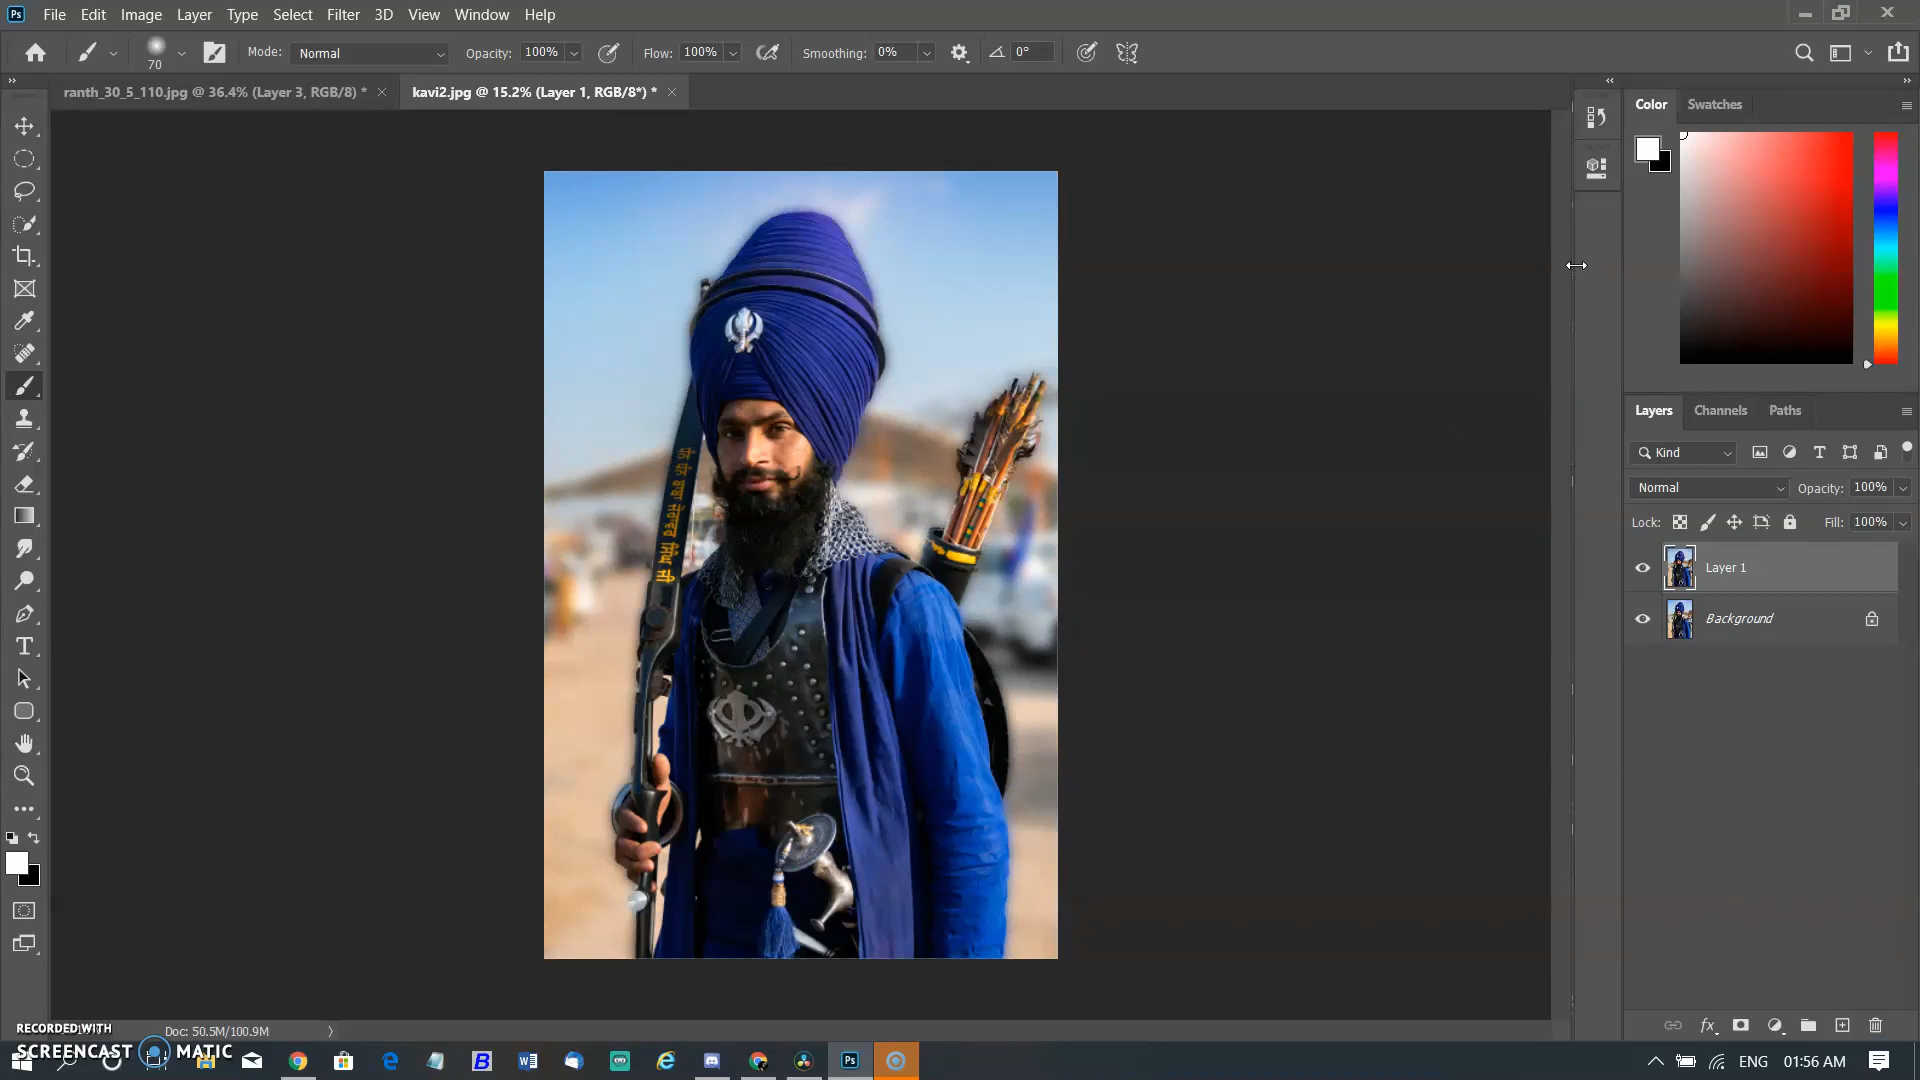 File Edit Image Layer Type Select Filter 3D View Window Help
70 Mode: Normal Opacity: 100% Flow: 100% Smoothing: 0% 0°
ranth_30_5_110.jpg @ 36.4% (Layer 3, RGB/8) * kavi2.jpg @ 15.2% (Layer 1, RGB/8*) *
Color Swatches
Layers Channels Paths
Kind
Normal Opacity: 100%
Lock: Fill: 100%
Layer 1
Background
Doc: 50.5M/100.9M
RECORDED WITH
SCREENCAST MATIC
ENG 01:56 AM